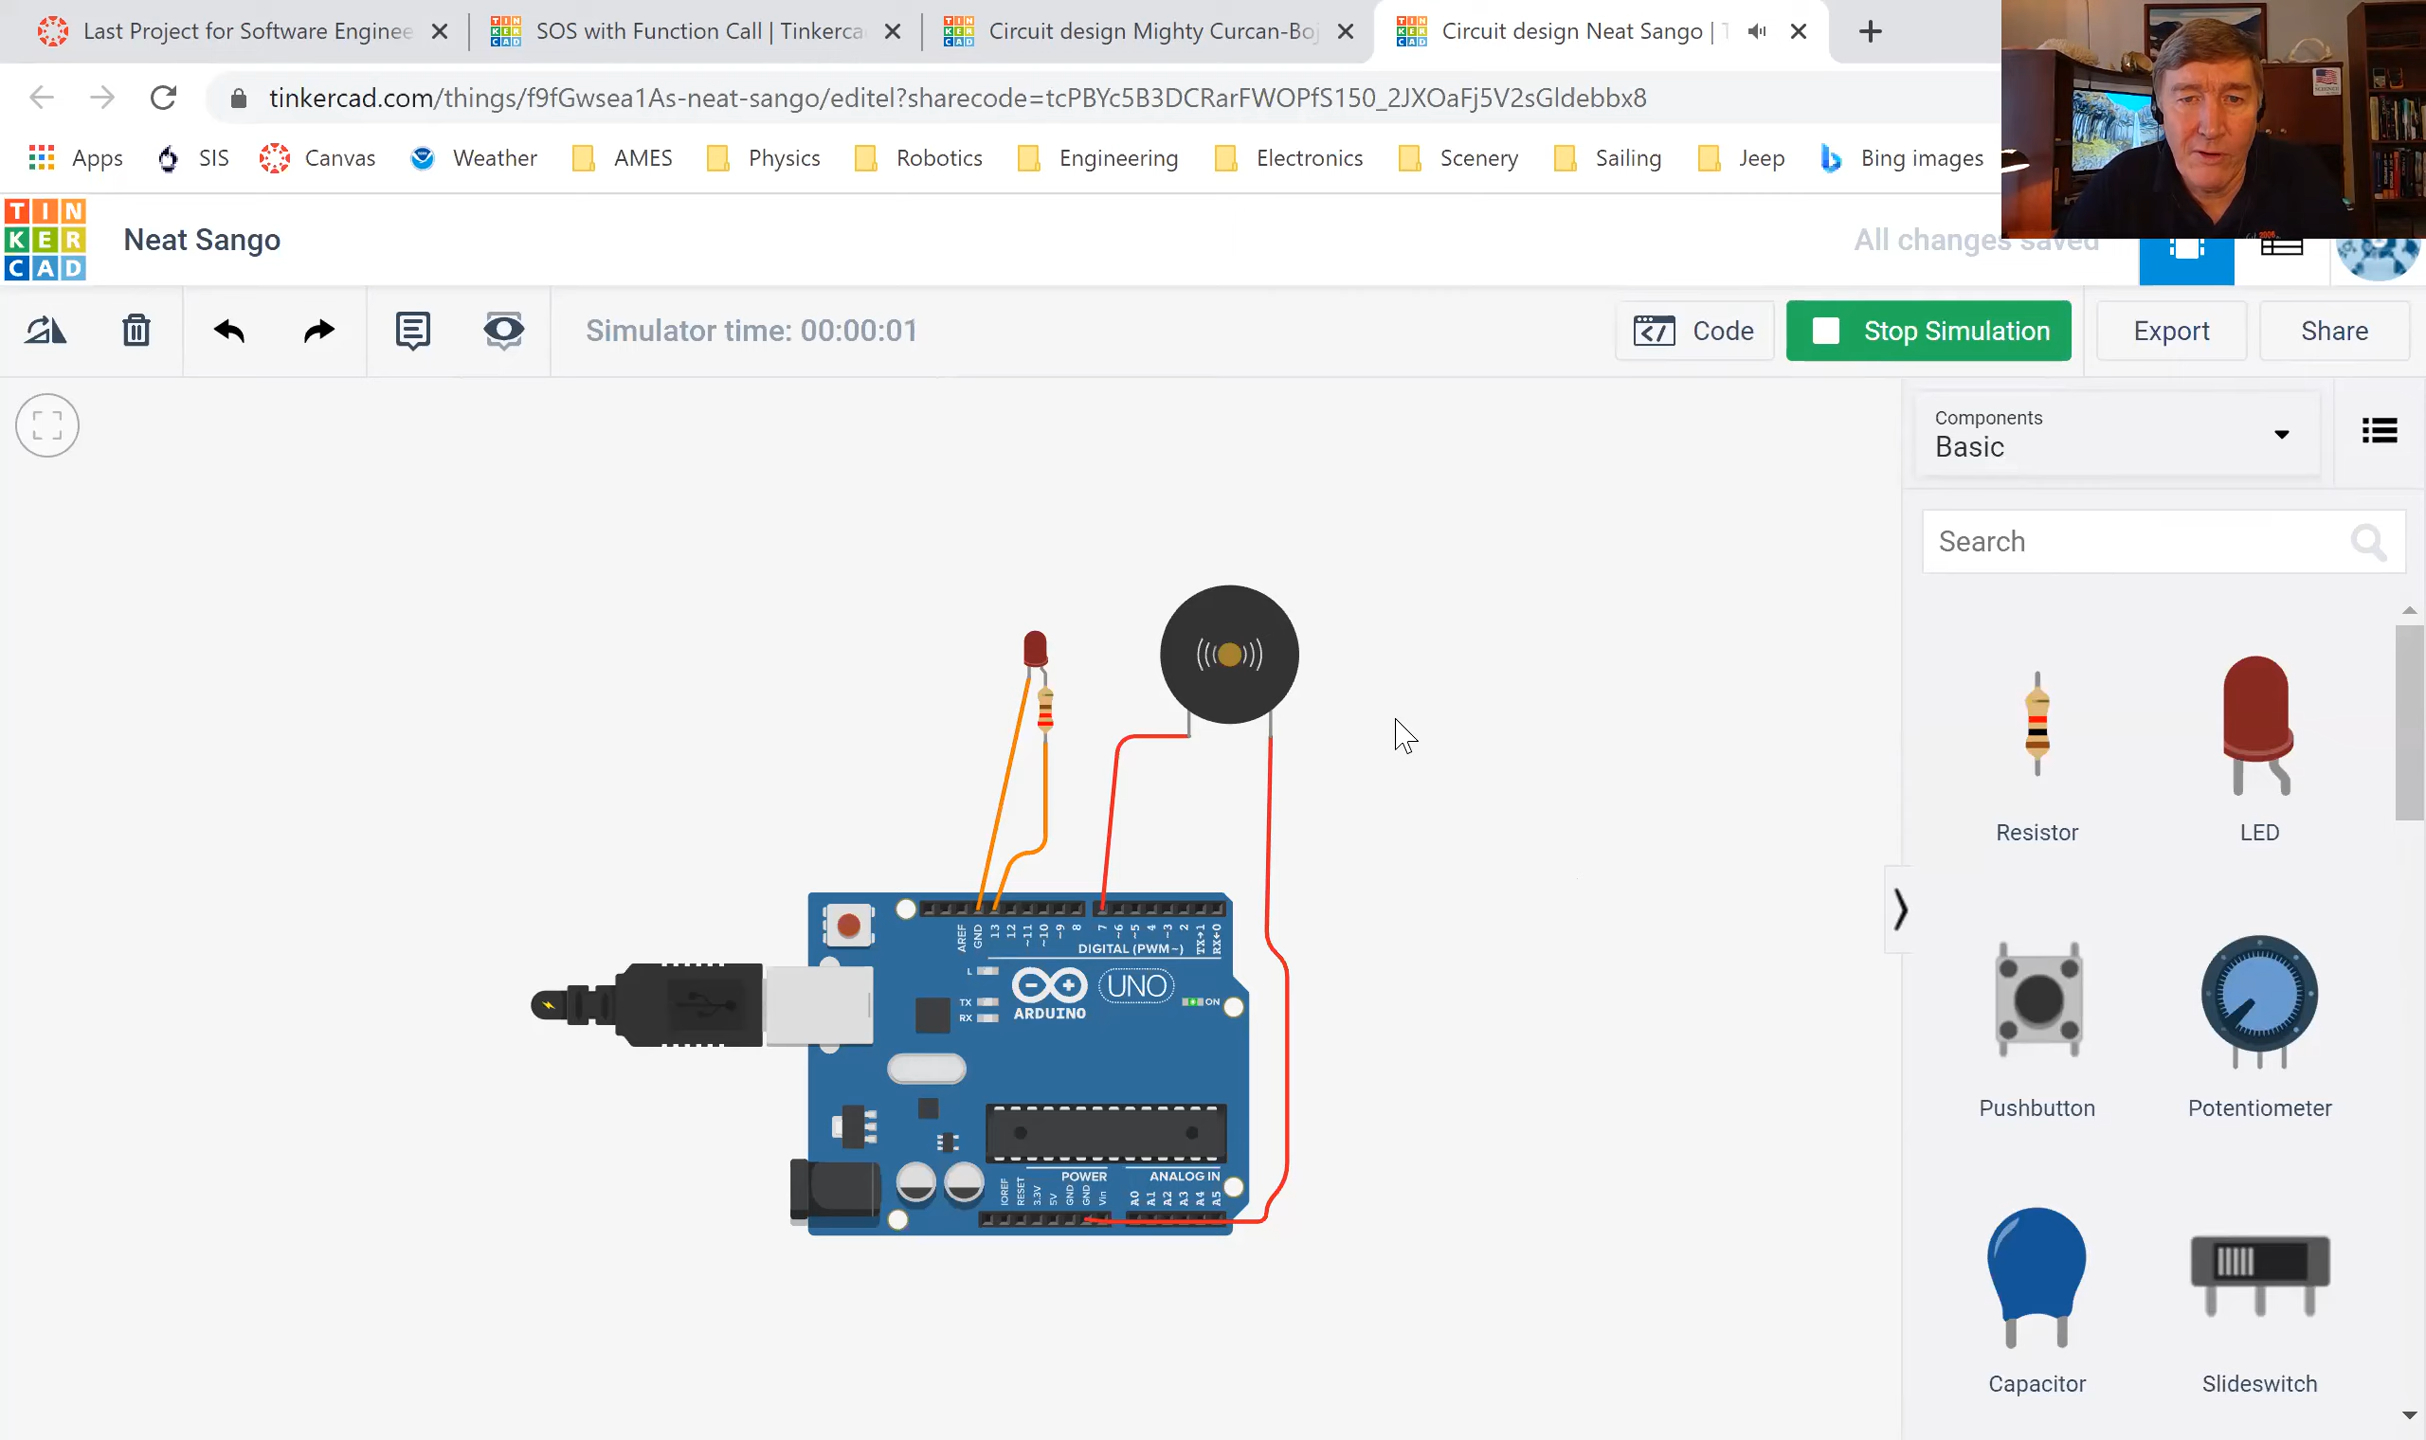 Last Project for Software Enginee
SOS with Function Call | Tinkerca
Circuit design Mighty Curcan-Boj
Circuit design Neat Sango |
tinkercad.com/things/f9fGwsea1As-neat-sango/editel?sharecode=tcPBYc5B3DCRarFWOPfS150_2JXOaFj5V2sGldebbx8
Apps
SIS
Canvas
Weather
AMES
Physics
Robotics
Engineering
Electronics
Scenery
Sailing
Jeep
Bing images
TIN
KER
CAD
Neat Sango
All changes saved
Simulator time: 00:00:01
Code
Stop Simulation
Export
Share
Components
Basic
Search
Resistor
LED
Pushbutton
Potentiometer
Capacitor
Slideswitch
AREF
GND
13
12
~11
~10
~9
8
7
~6
~5
4
~3
2
TX→1
RX←0
DIGITAL (PWM~)
L
TX
RX
ARDUINO
UNO
ON
POWER
ANALOG IN
IOREF
RESET
3.3V
5V
GND
GND
Vin
A0
A1
A2
A3
A4
A5